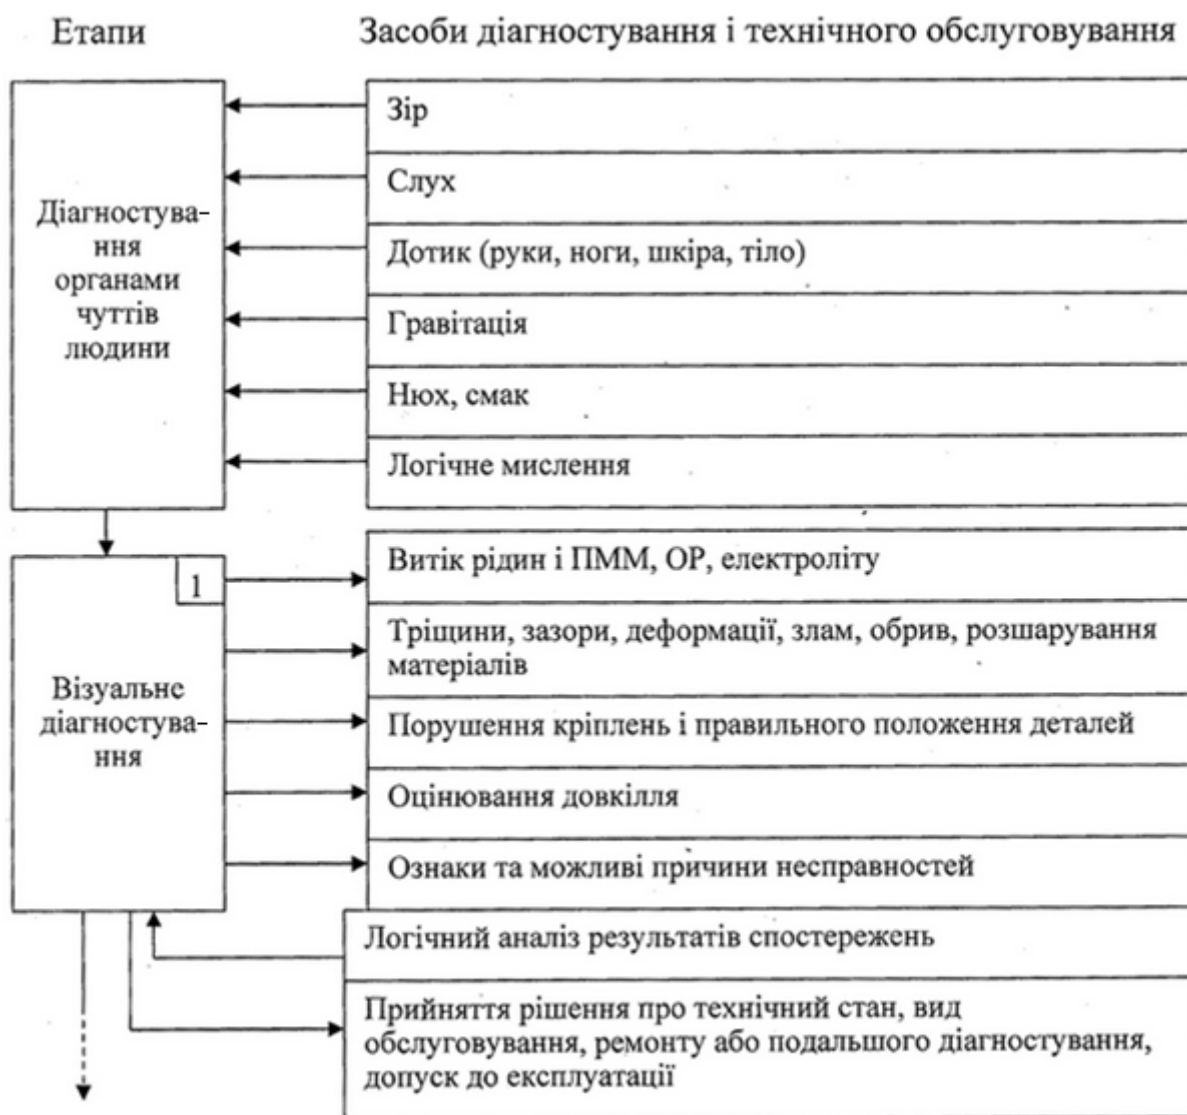 Етапи
Засоби діагностування і технічного обслуговування
Діагностува-
ння
органами
чуттів
людини
Зір
Слух
Дотик (руки, ноги, шкіра, тіло)
Гравітація
Нюх, смак
Логічне мислення
1
Візуальне
діагностува-
ння
Витік рідин і ПММ, ОР, електроліту
Тріщини, зазори, деформації, злам, обрив, розшарування
матеріалів
Порушення кріплень і правильного положення деталей
Оцінювання довкілля
Ознаки та можливі причини несправностей
Логічний аналіз результатів спостережень
Прийняття рішення про технічний стан, вид
обслуговування, ремонту або подальшого діагностування,
допуск до експлуатації